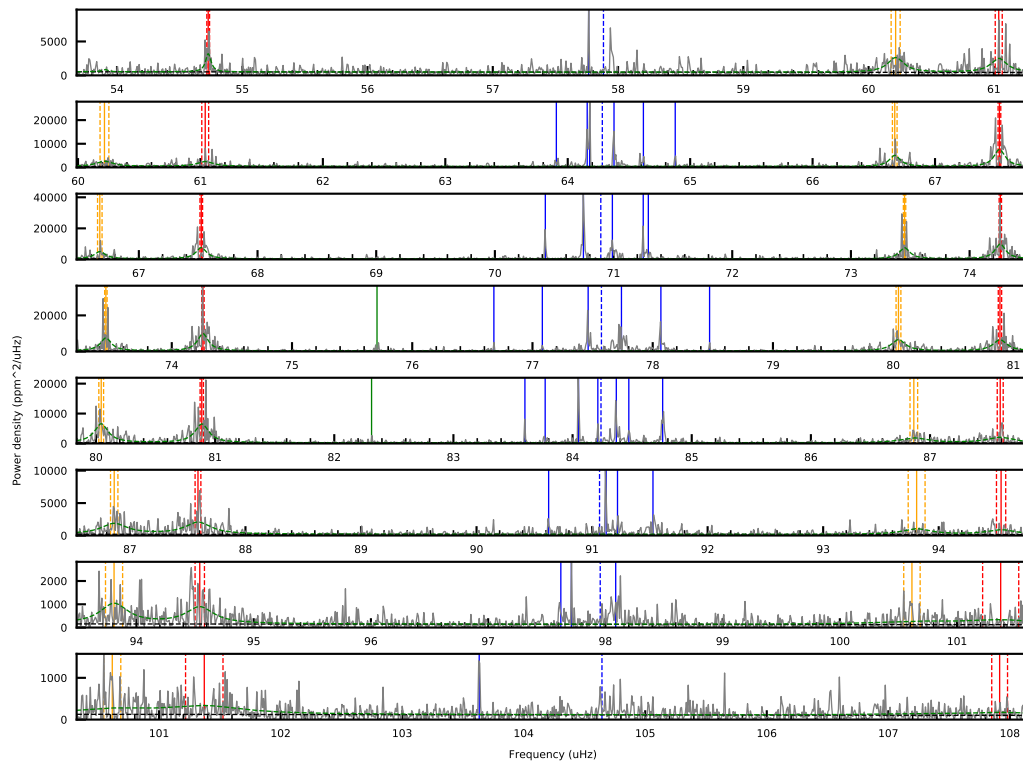 5000
0
54 55 56 57 58 59 60 61
20000
10000
0
60 61 62 63 64 65 66 67
40000
20000
0
67 68 69 70 71 72 73 74
20000
0
74 75 76 77 78 79 80 81
20000
10000
0
80 81 82 83 84 85 86 87
10000
5000
0
87 88 89 90 91 92 93 94
2000
1000
0
94 95 96 97 98 99 100 101
1000
0
101 102 103 104 105 106 107 108
Power density (ppm^2/uHz)
Frequency (uHz)